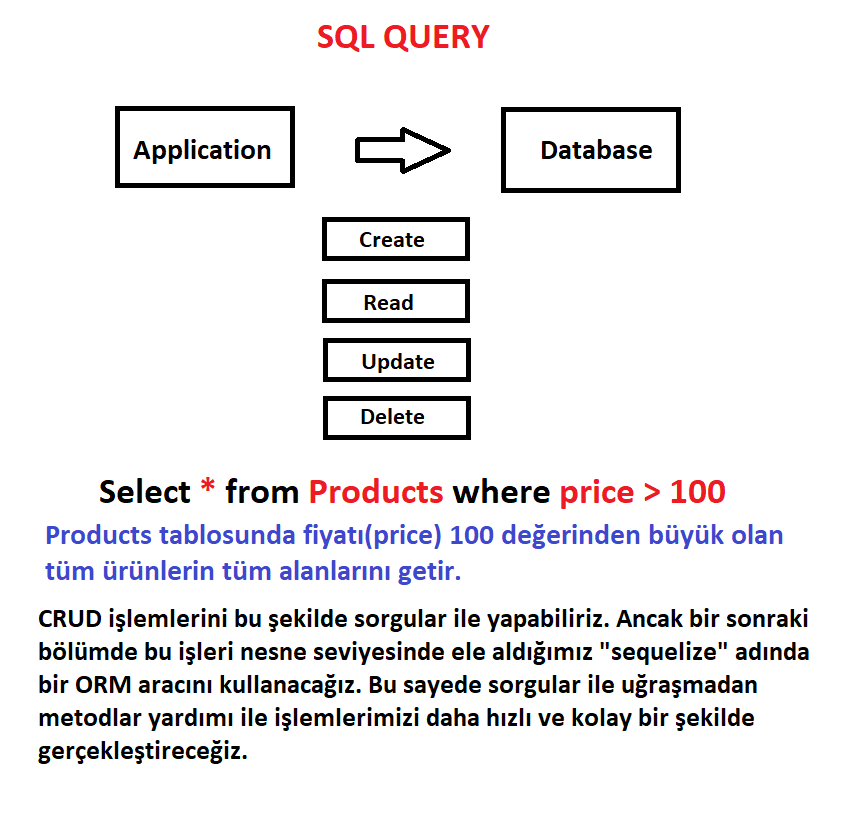 SQL QUERY
Application
Database
Create
Read
Update
Delete
Select * from Products where price > 100
Products tablosunda fiyatı(price) 100 değerinden büyük olan
tüm ürünlerin tüm alanlarını getir.
CRUD işlemlerini bu şekilde sorgular ile yapabiliriz. Ancak bir sonraki
bölümde bu işleri nesne seviyesinde ele aldığımız "sequelize" adında
bir ORM aracını kullanacağız. Bu sayede sorgular ile uğraşmadan
metodlar yardımı ile işlemlerimizi daha hızlı ve kolay bir şekilde
gerçekleştireceğiz.